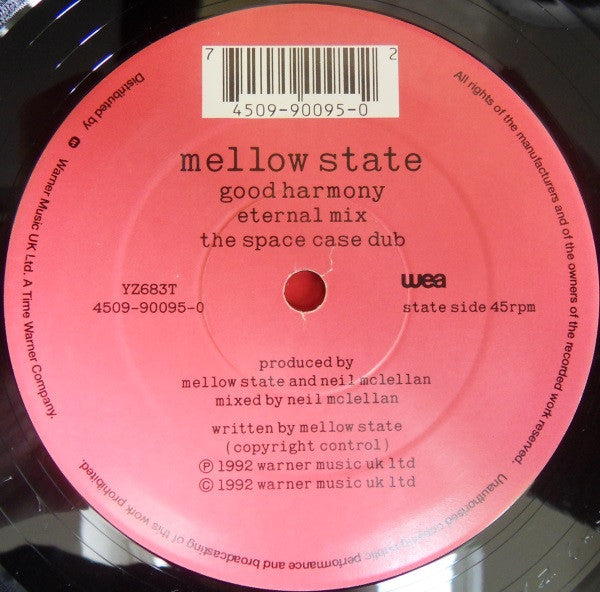 7 2
4509-90095-0
mellow state
good harmony
eternal mix
the space case dub
YZ683T
4509-90095-0
wea
state side 45rpm
produced by
mellow state and neil mclellan
mixed by neil mclellan
written by mellow state
(copyright control)
Ⓟ 1992 warner music uk ltd
© 1992 warner music uk ltd
Distributed by Warner Music UK Ltd. A Time Warner Company.
All rights of the manufacturers and of the owners of the recorded work reserved.
Unauthorised public performance and broadcasting of this work prohibited.